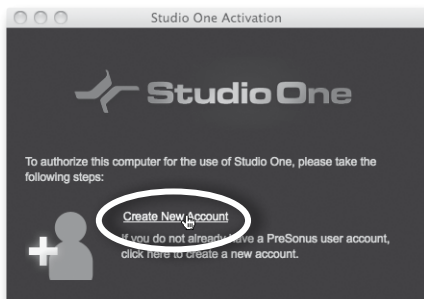 Studio One Activation
Studio One
To authorize this computer for the use of Studio One, please take the
following steps:
Create New Account
If you do not already have a PreSonus user account,
click here to create a new account.